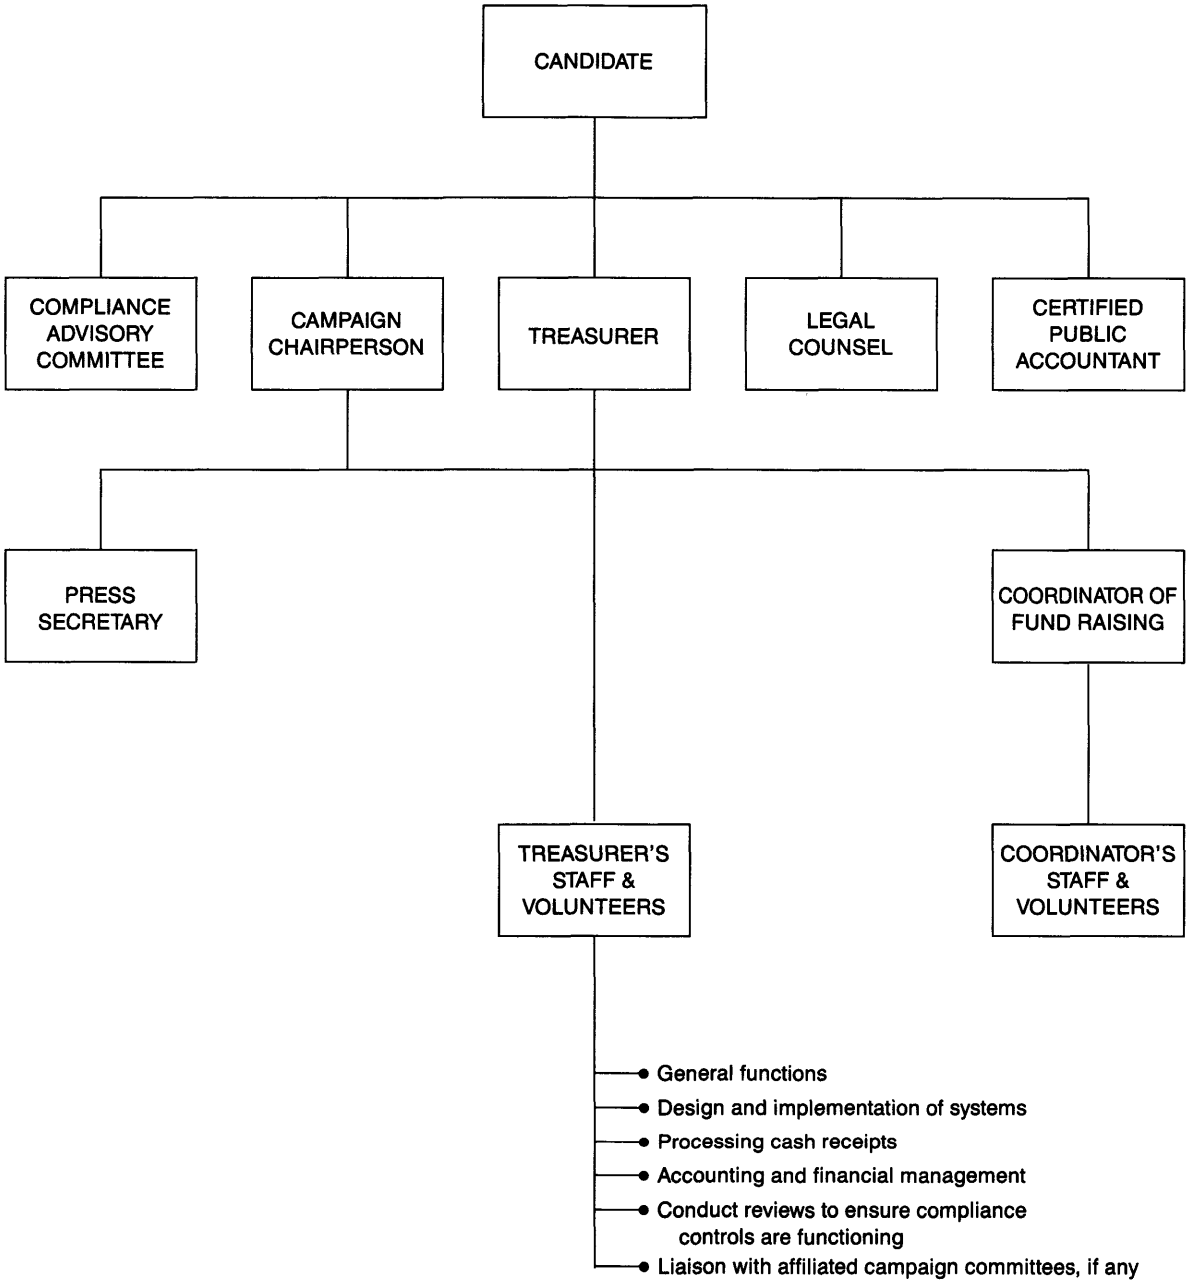 CANDIDATE
COMPLIANCE
ADVISORY
COMMITTEE
CAMPAIGN
CHAIRPERSON
TREASURER
LEGAL
COUNSEL
CERTIFIED
PUBLIC
ACCOUNTANT
PRESS
SECRETARY
COORDINATOR OF
FUND RAISING
TREASURER'S
STAFF &
VOLUNTEERS
COORDINATOR'S
STAFF &
VOLUNTEERS
General functions
Design and implementation of systems
Processing cash receipts
Accounting and financial management
Conduct reviews to ensure compliance
controls are functioning
Liaison with affiliated campaign committees, if any